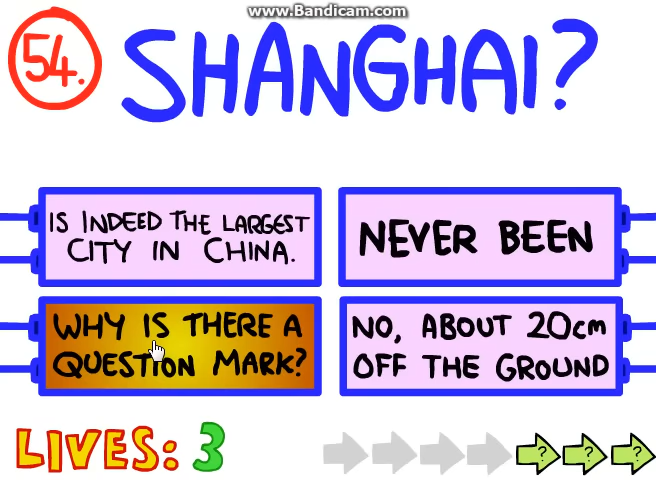 www.Bandicam.com
54.
SHANGHAI?
IS INDEED THE LARGEST
CITY IN CHINA.
NEVER BEEN
WHY IS THERE A
QUESTION MARK?
NO, ABOUT 20cm
OFF THE GROUND
LIVES: 3
? ? ?